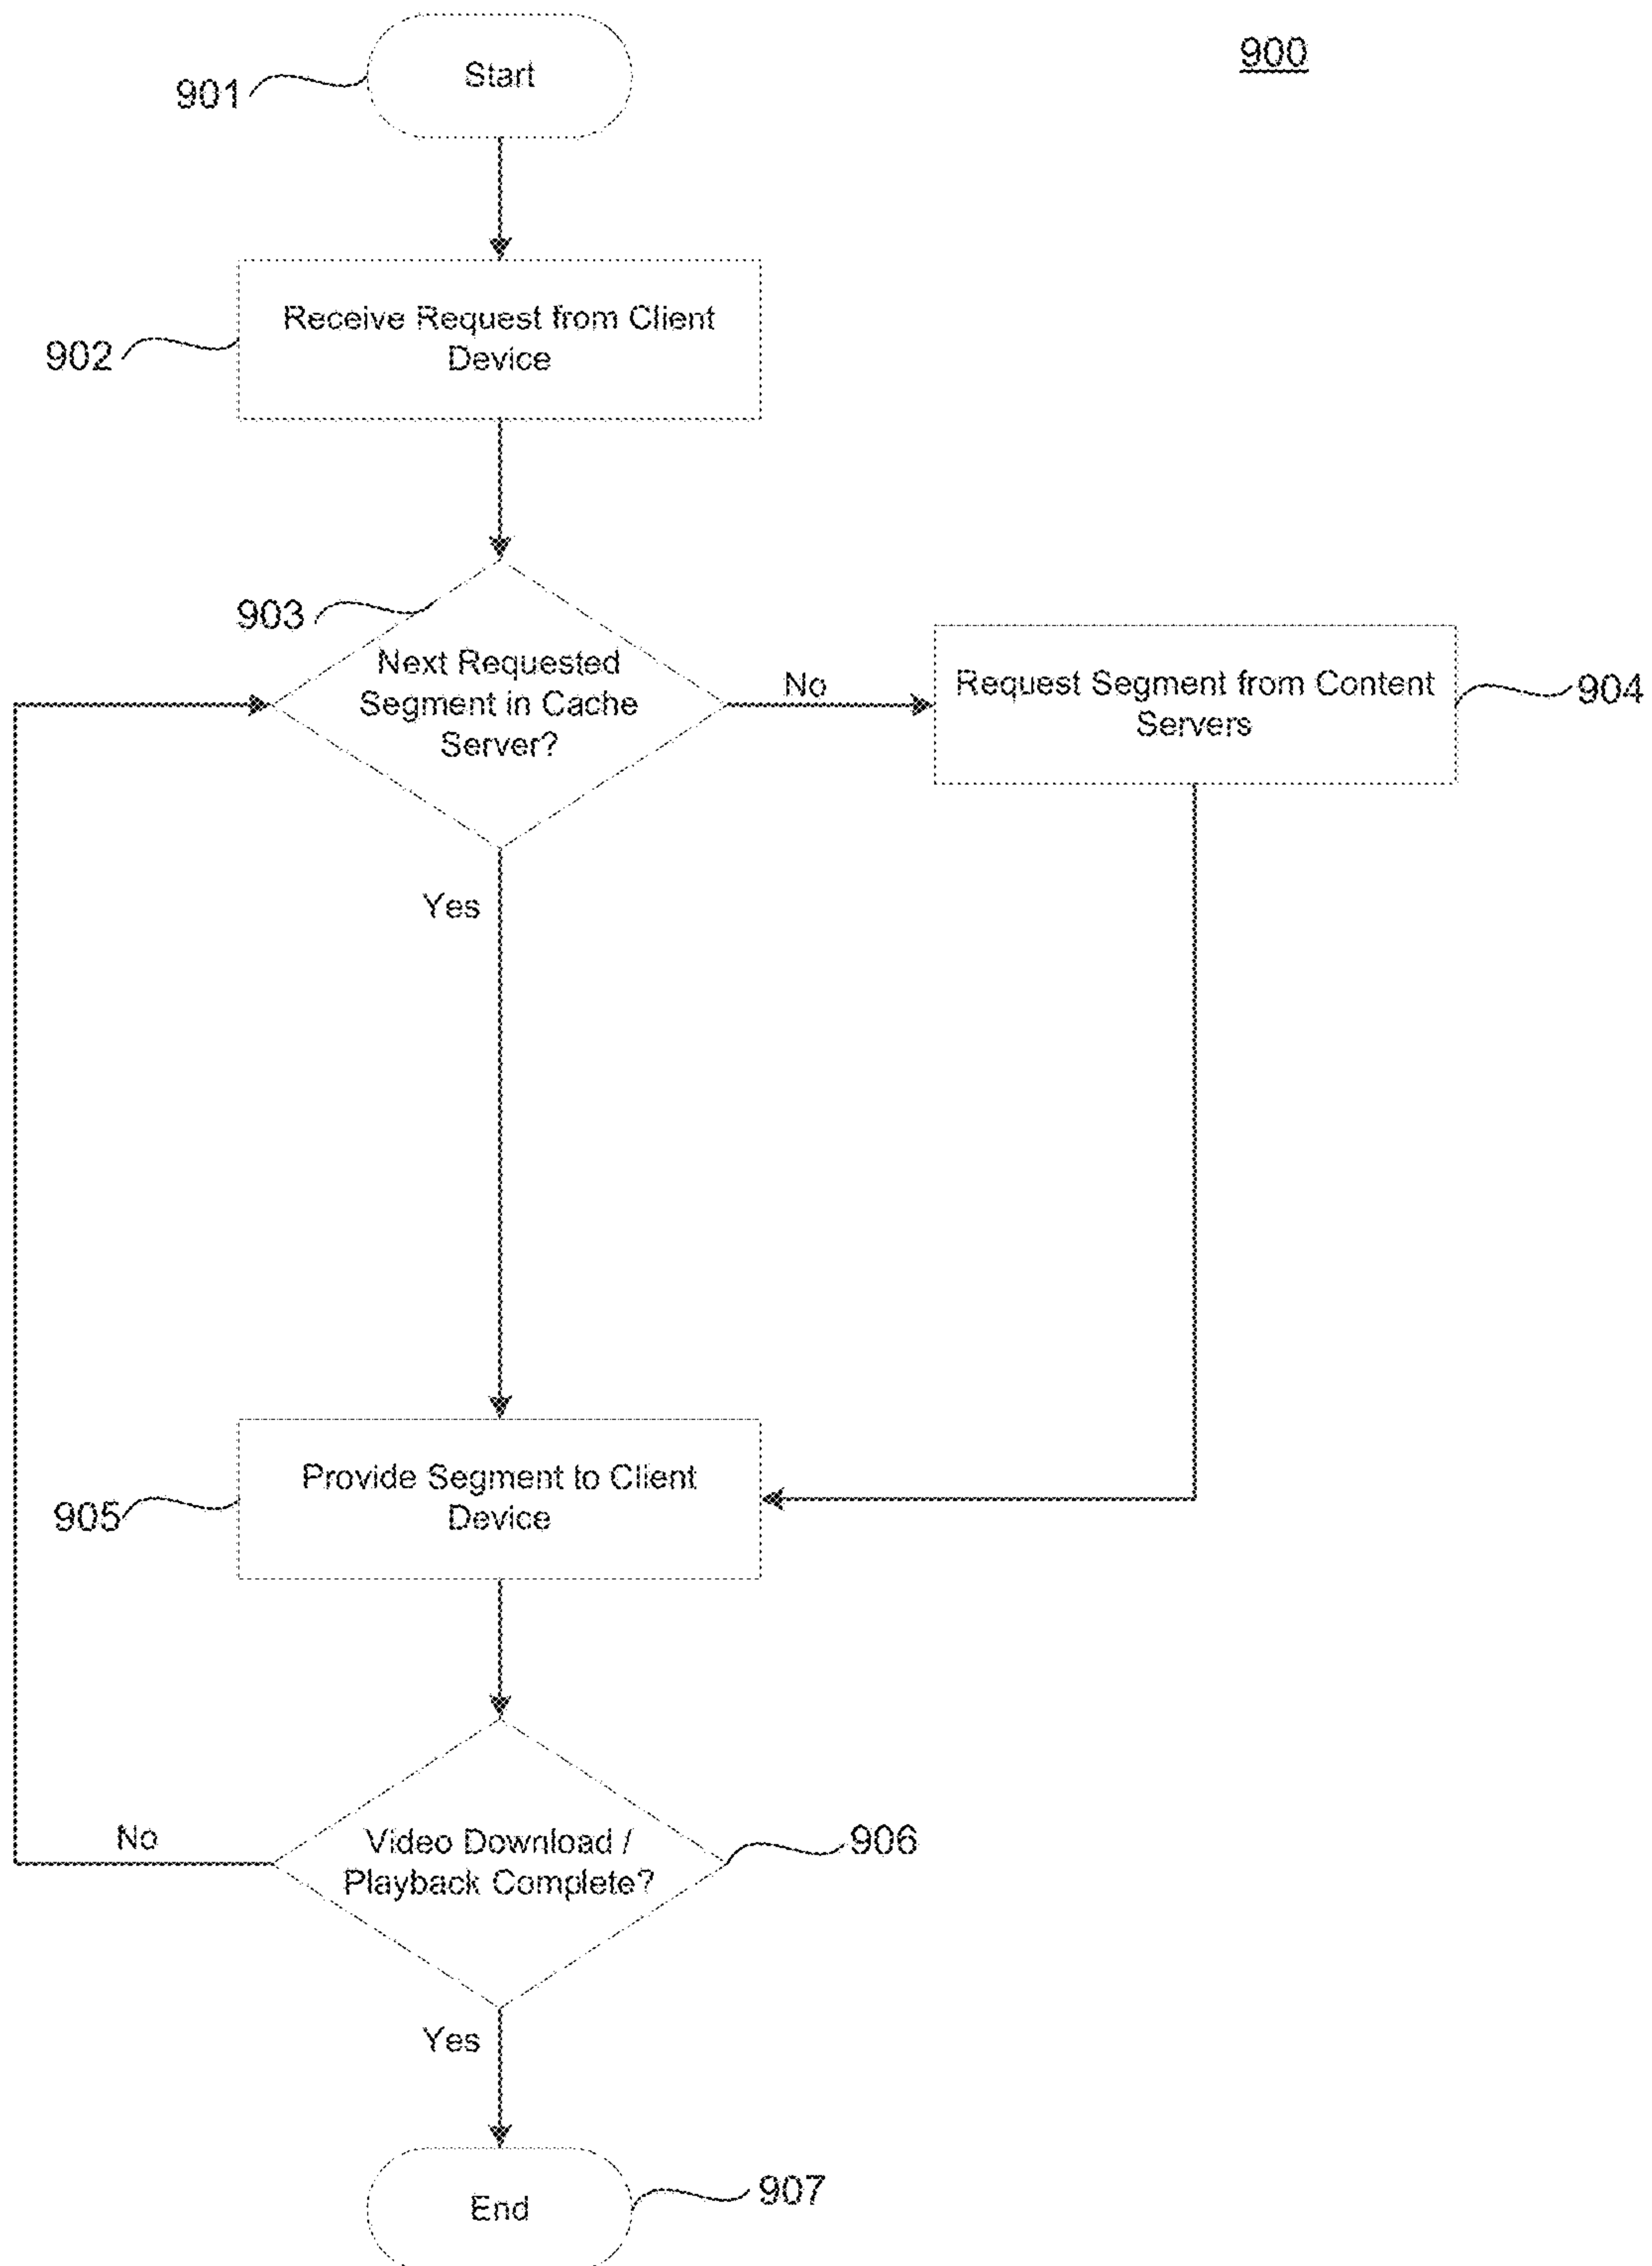 900
Start
901
Receive Request from Client
Device
902
903
Next Requested
Segment in Cache
Server?
No
Request Segment from Content
Servers
904
Yes
Provide Segment to Client
Device
905
No
Video Download /
Playback Complete?
906
Yes
End
907